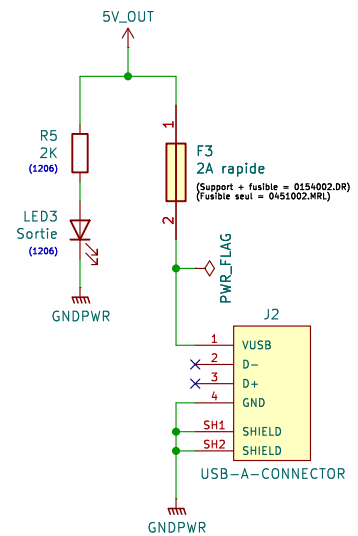 5V_OUT
R5
2K
(1206)
1
F3
2A rapide
(Support + fusible = 0154002.DR)
(Fusible seul = 0451002.MRL)
2
LED3
Sortie
(1206)
GNDPWR
PWR_FLAG
J2
1 VUSB
2 D-
3 D+
4 GND
SH1 SHIELD
SH2 SHIELD
USB-A-CONNECTOR
GNDPWR